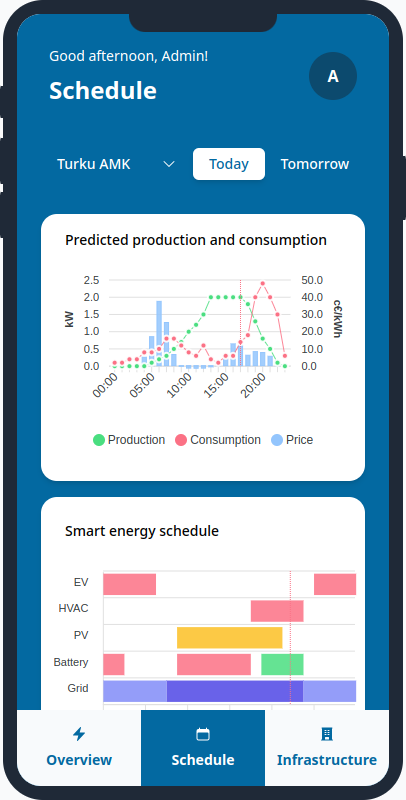 Good afternoon, Admin!
Schedule
A
Turku AMK
Today
Tomorrow
Predicted production and consumption
2.5
2.0
1.5
1.0
0.5
0.0
kW
50.0
40.0
30.0
20.0
10.0
0.0
c€/kWh
00:00
05:00
10:00
15:00
20:00
Production
Consumption
Price
Smart energy schedule
EV
HVAC
PV
Battery
Grid
Overview
Schedule
Infrastructure